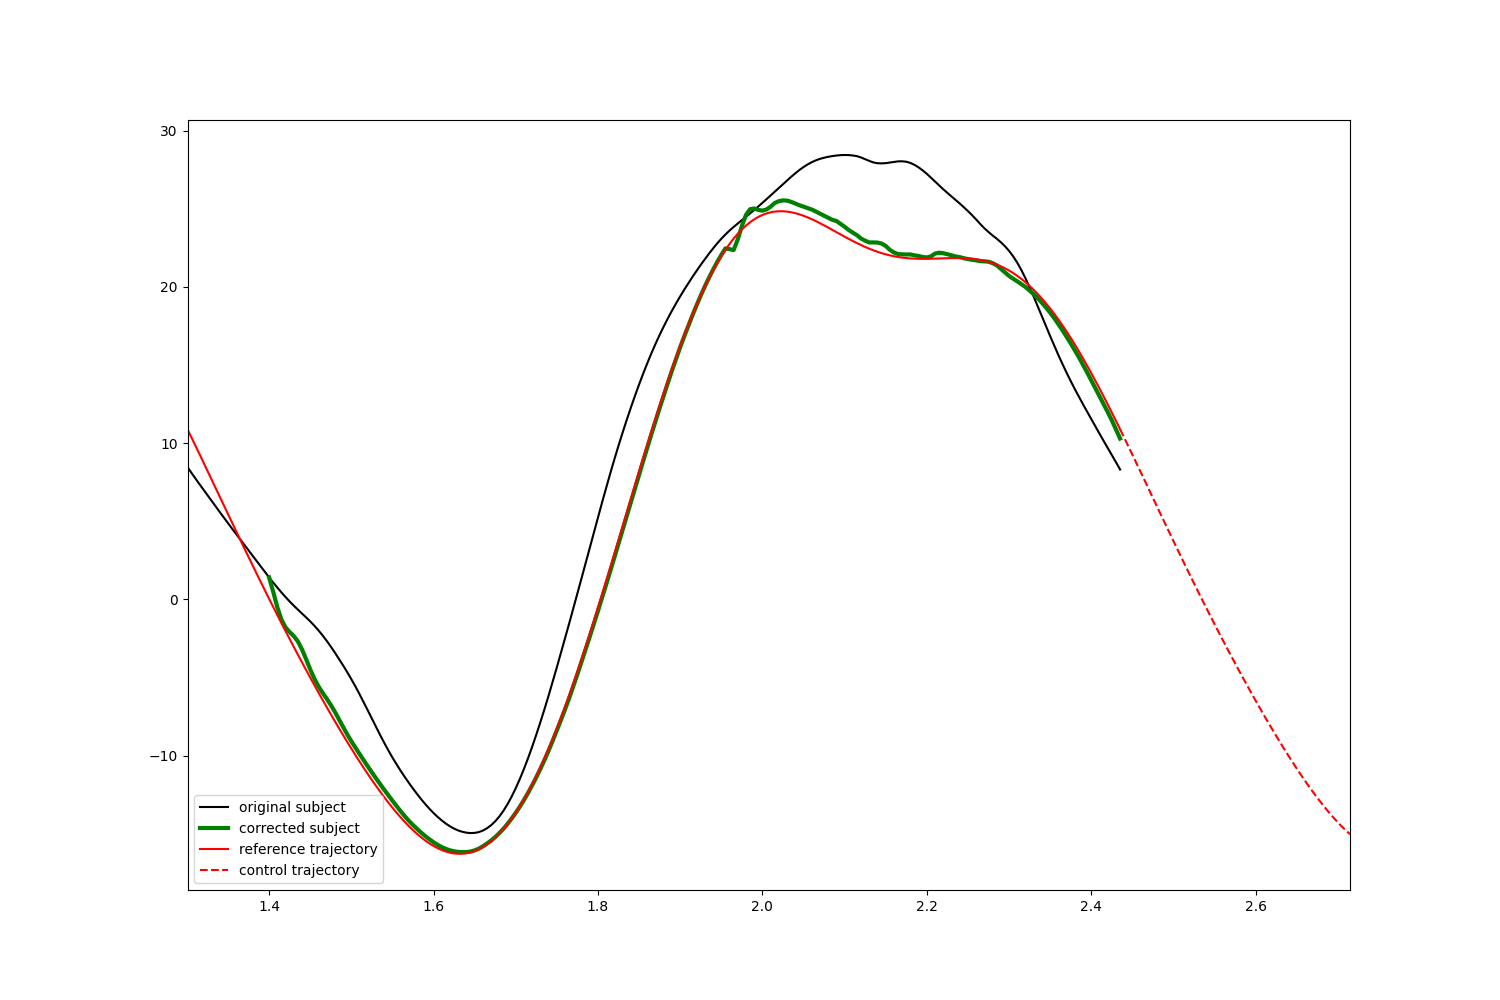 30
20
10
0
−10
original subject
corrected subject
reference trajectory
control trajectory
1.4 1.6 1.8 2.0 2.2 2.4 2.6